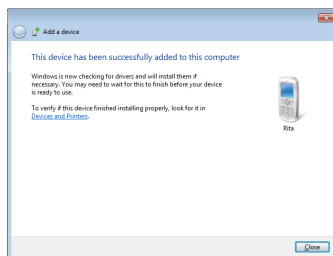 Add a device
This device has been successfully added to this computer
Windows is now checking for drivers and will install them if
necessary. You may need to wait for this to finish before your device
is ready to use.
To verify if this device finished installing properly, look for it in
Devices and Printers.
Rita
Close